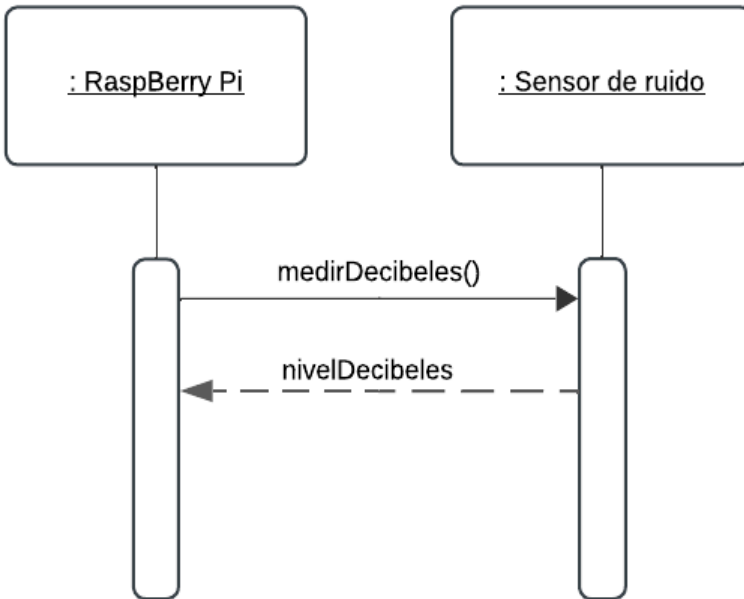 : RaspBerry Pi
: Sensor de ruido
medirDecibeles()
nivelDecibeles